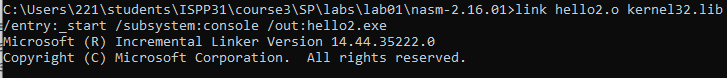 C:\Users\221\students\ISPP31\course3\SP\labs\lab01\nasm-2.16.01>link hello2.o kernel32.lib
/entry:_start /subsystem:console /out:hello2.exe
Microsoft (R) Incremental Linker Version 14.44.35222.0
Copyright (C) Microsoft Corporation.  All rights reserved.